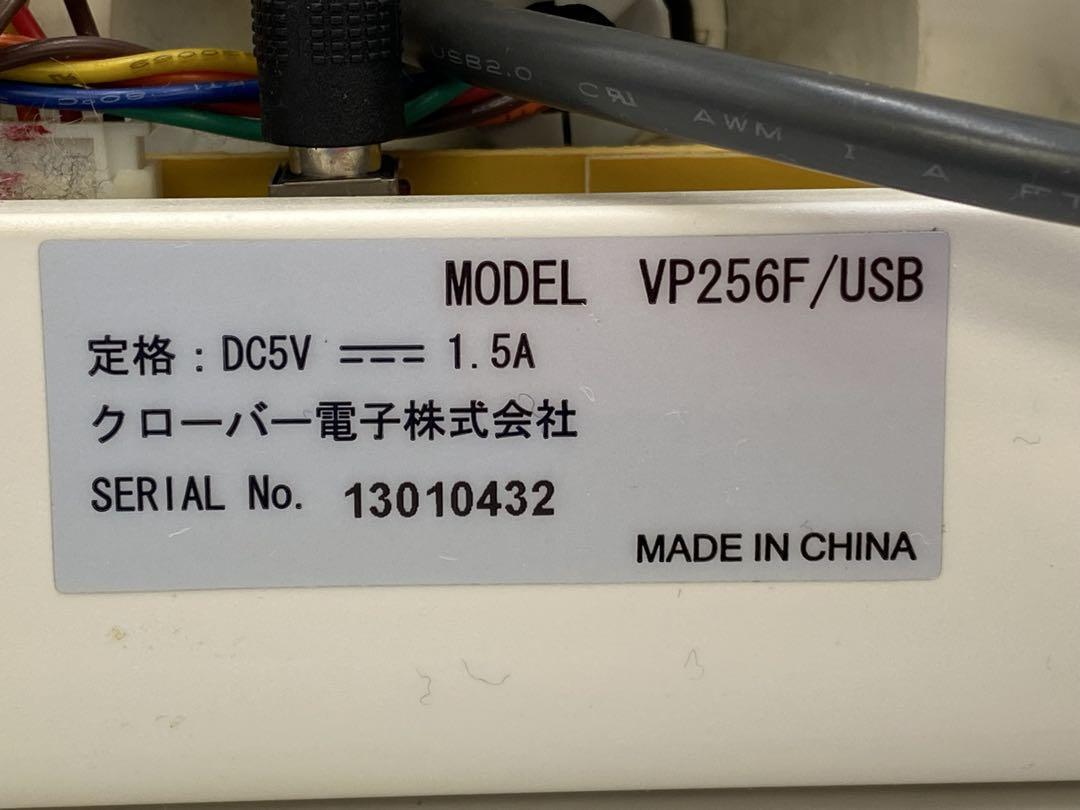 USB2.0
AWM I A
MODEL VP256F/USB
定格:DC5V 1.5A
クローバー電子株式会社
SERIAL No. 13010432
MADE IN CHINA